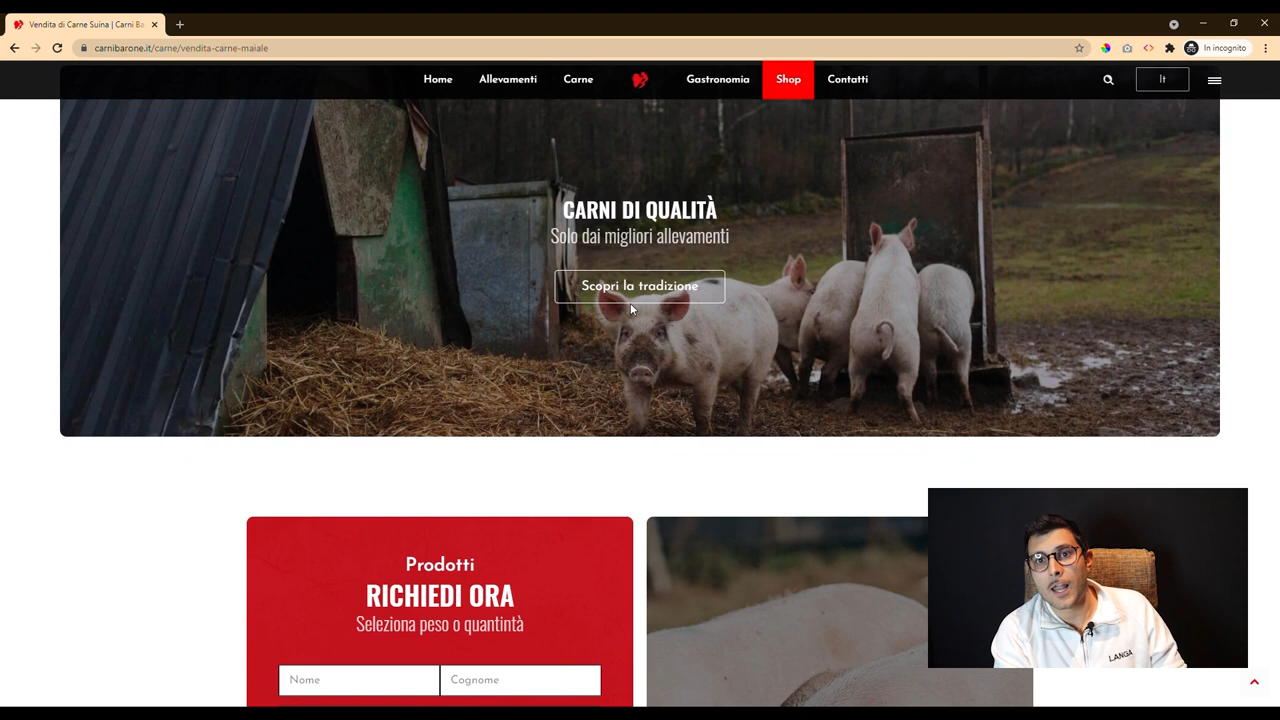 Vendita di Carne Suina | Carni Ba
carnibarone.it/carne/vendita-carne-maiale
In incognito
Home
Allevamenti
Carne
Gastronomia
Shop
Contatti
It
CARNI DI QUALITÀ
Solo dai migliori allevamenti
Scopri la tradizione
Prodotti
RICHIEDI ORA
Seleziona peso o quantintà
Nome
Cognome
LANGA